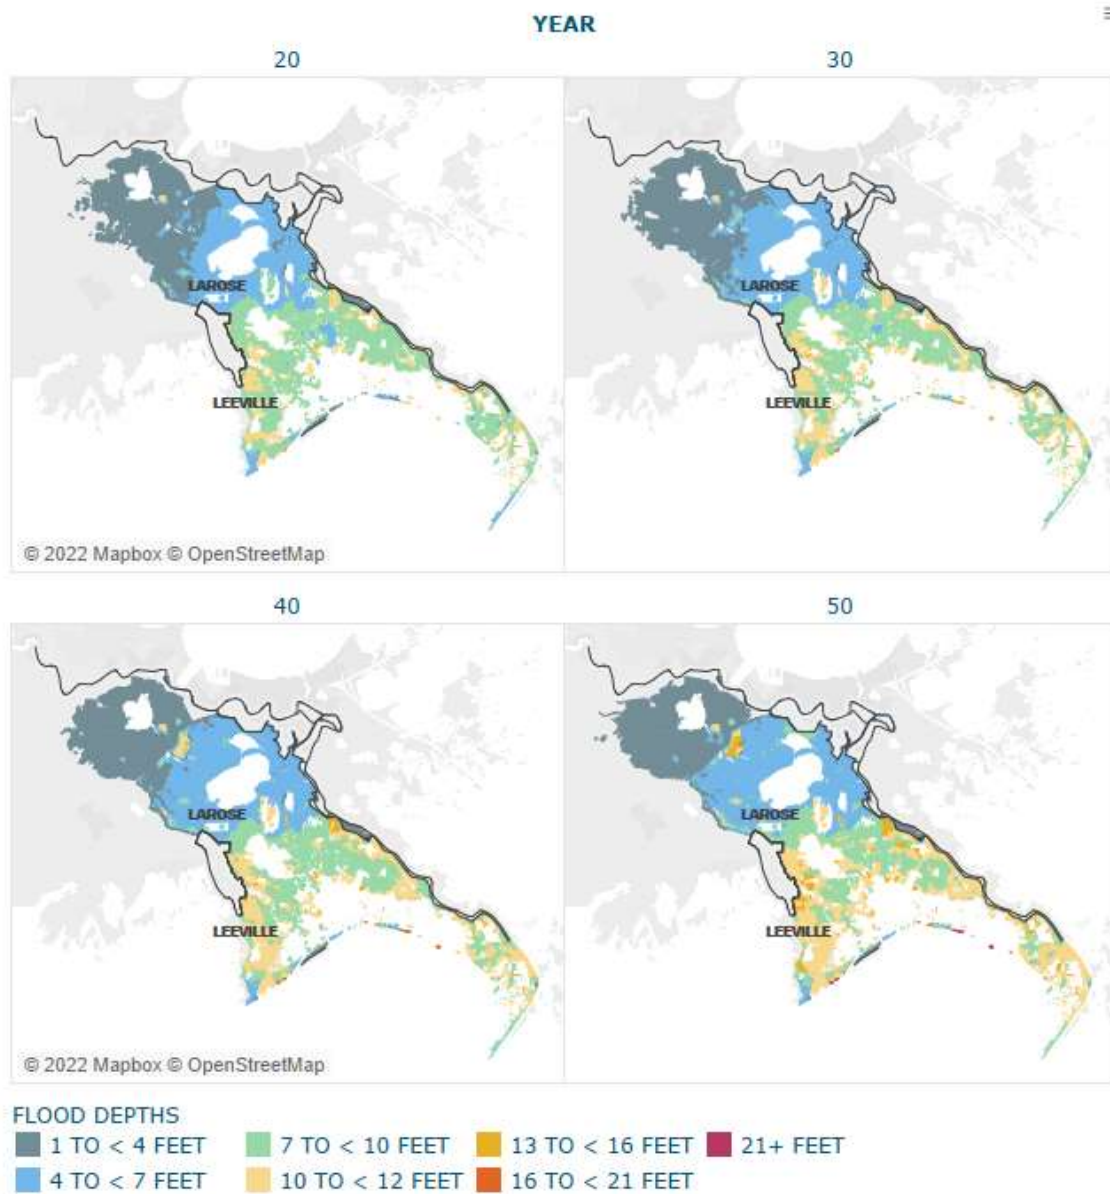 YEAR
20
30
LAROSE
LAROSE
LEEVILLE
LEEVILLE
© 2022 Mapbox © OpenStreetMap
40
50
LAROSE
LAROSE
LEEVILLE
LEEVILLE
© 2022 Mapbox © OpenStreetMap
FLOOD DEPTHS
1 TO < 4 FEET
7 TO < 10 FEET
13 TO < 16 FEET
21+ FEET
4 TO < 7 FEET
10 TO < 12 FEET
16 TO < 21 FEET